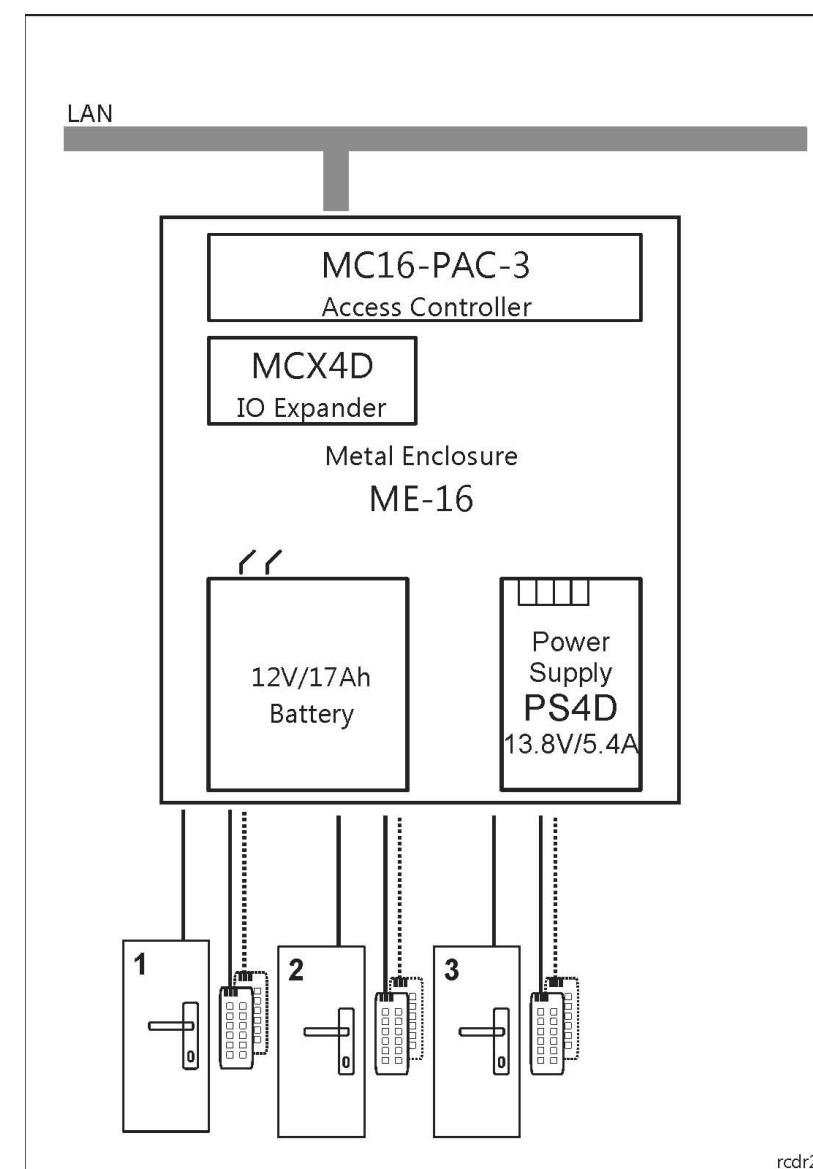 LAN
MC16-PAC-3
Access Controller
MCX4D
IO Expander
Metal Enclosure
ME-16
12V/17Ah
Battery
Power
Supply
PS4D
13.8V/5.4A
1
2
3
rcdr2